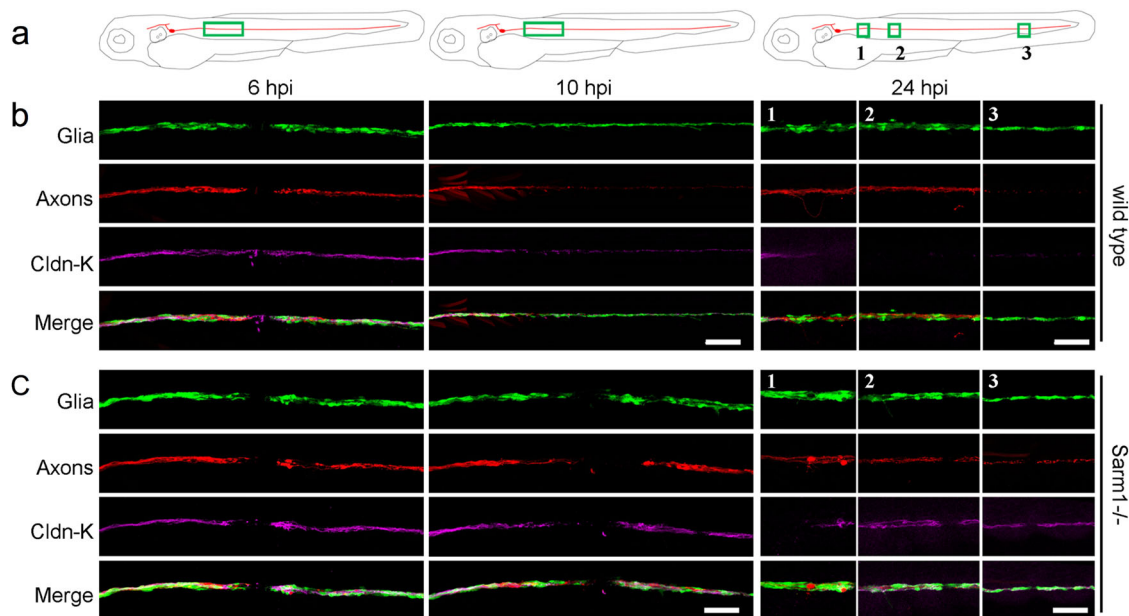 a
1 2 3
6 hpi 10 hpi 24 hpi
b
Glia 1 2 3
Axons
Cldn-K
Merge
wild type
C
Glia 1 2 3
Axons
Cldn-K
Merge
Sarm1-/-